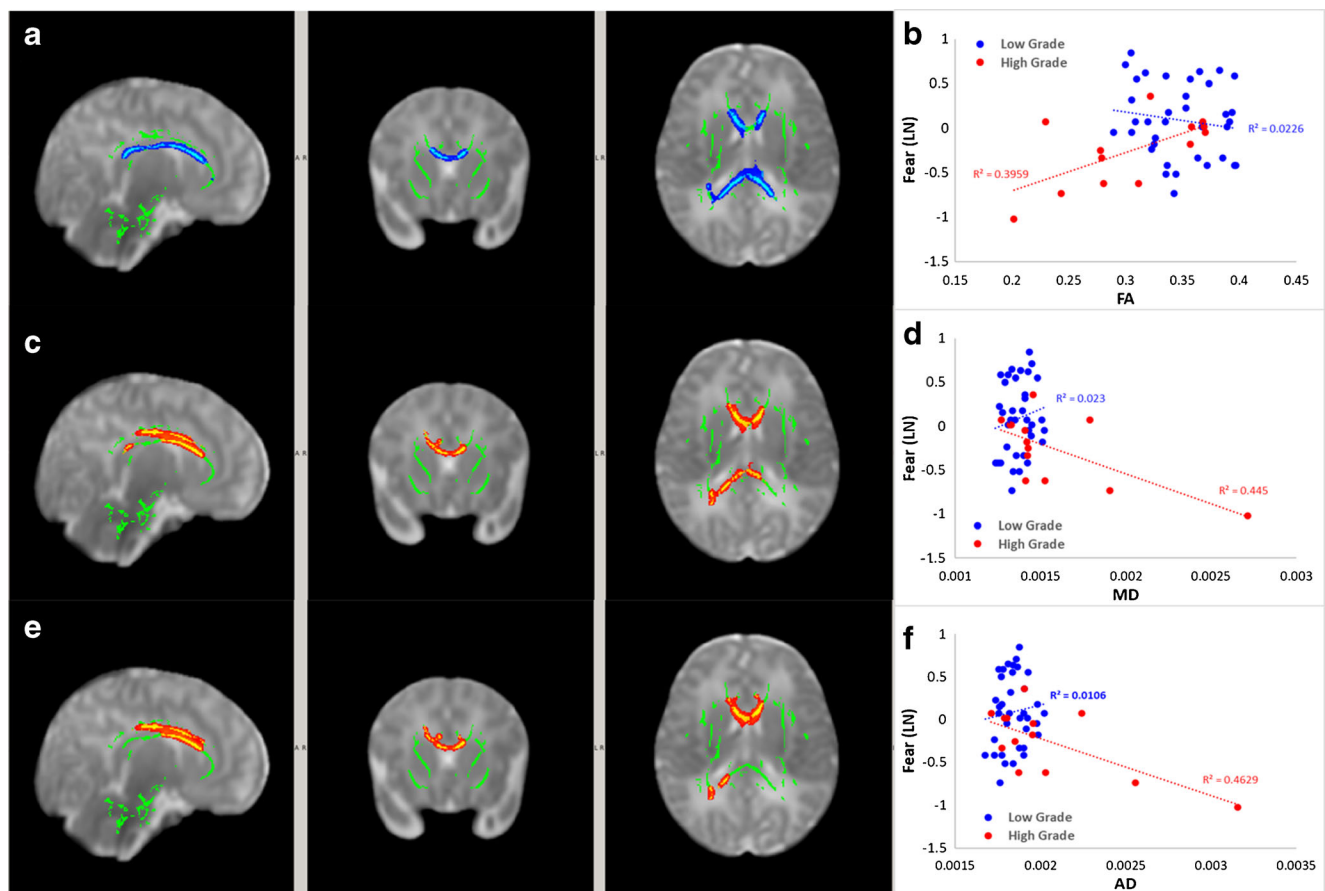 a
A
R
L
R
b
Low Grade
High Grade
Fear (LN)
1
0.5
0
-0.5
-1
-1.5
R² = 0.0226
R² = 0.3959
0.15 0.2 0.25 0.3 0.35 0.4 0.45
FA
c
A
R
L
R
d
Fear (LN)
1
0.5
0
-0.5
-1
-1.5
R² = 0.023
R² = 0.445
Low Grade
High Grade
0.001 0.0015 0.002 0.0025 0.003
MD
e
A
R
L
R
f
Fear (LN)
1
0.5
0
-0.5
-1
-1.5
R² = 0.0106
R² = 0.4629
Low Grade
High Grade
0.0015 0.002 0.0025 0.003 0.0035
AD